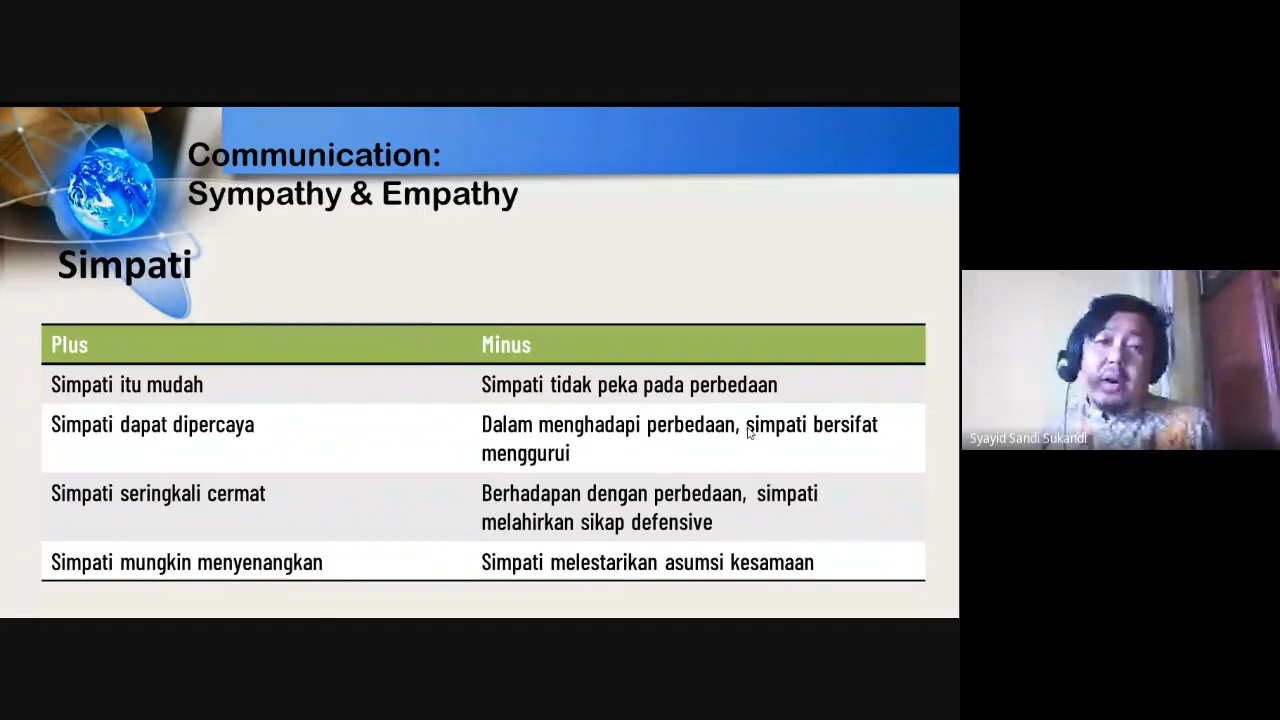 Communication:
Sympathy & Empathy
Simpati
Plus
Minus
Simpati itu mudah
Simpati tidak peka pada perbedaan
Simpati dapat dipercaya
Dalam menghadapi perbedaan, simpati bersifat
menggurui
Simpati seringkali cermat
Berhadapan dengan perbedaan, simpati
melahirkan sikap defensive
Simpati mungkin menyenangkan
Simpati melestarikan asumsi kesamaan
Syayid Sandi Sukandi